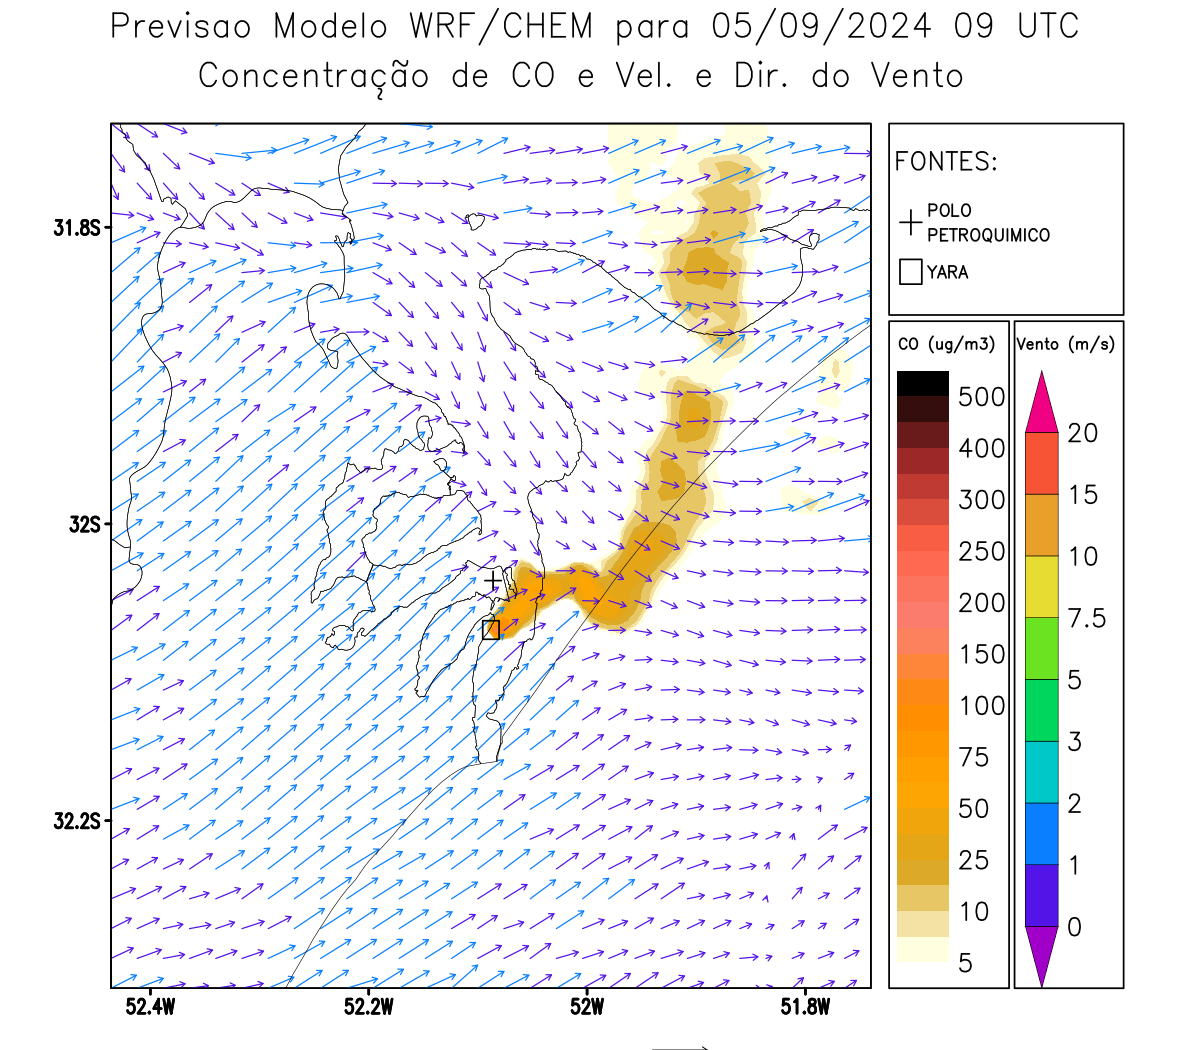 Previsao Modelo WRF/CHEM para 05/09/2024 09 UTC
Concentração de CO e Vel. e Dir. do Vento
FONTES:
POLO
PETROQUIMICO
YARA
31.8S
32S
32.2S
52.4W 52.2W 52W 51.8W
CO (ug/m3)
500
400
300
250
200
150
100
75
50
25
10
5
Vento (m/s)
20
15
10
7.5
5
3
2
1
0